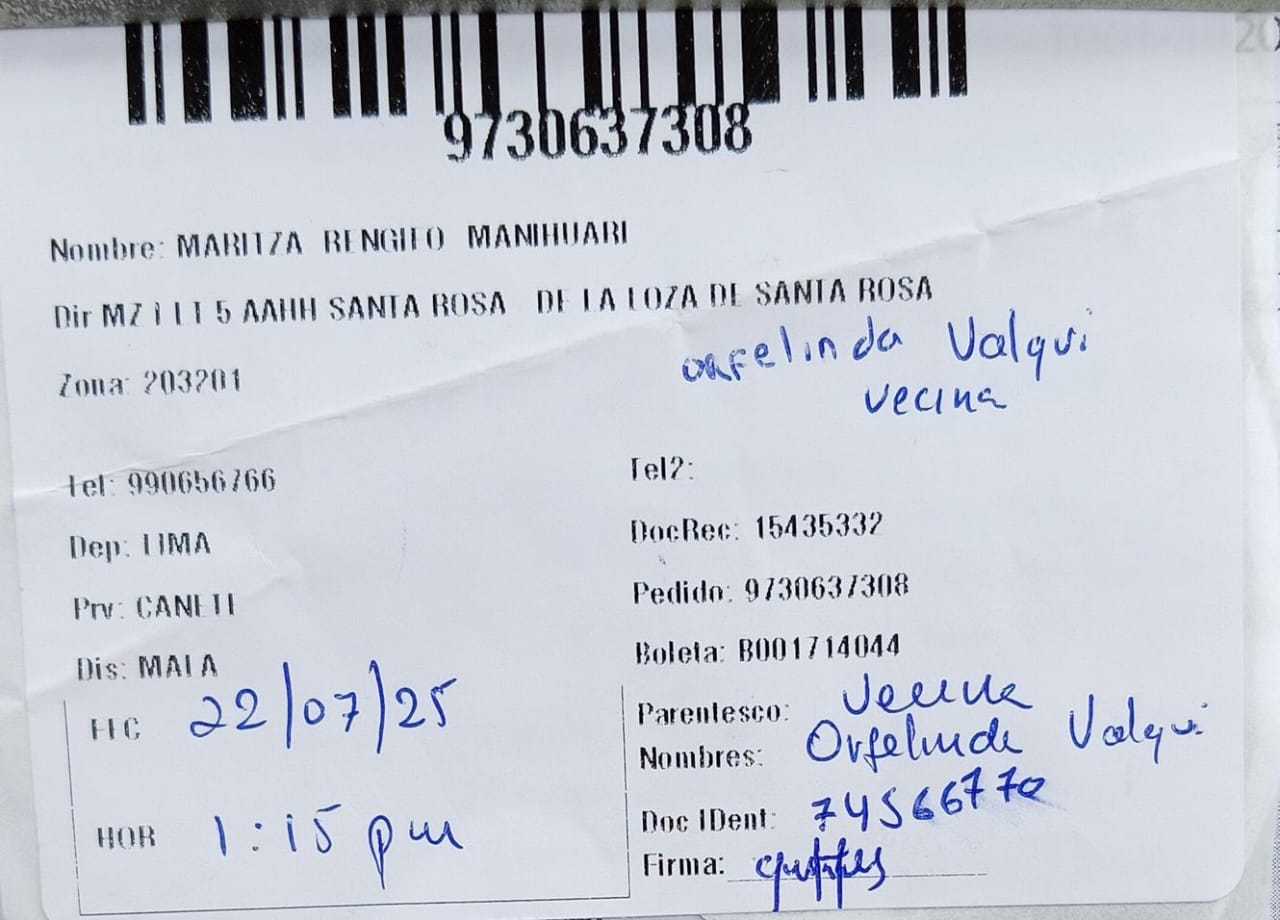 9730637308
Nombre: MARITZA RENGIFO MANIHUARI
Dir MZ I LT 5 AAHH SANTA ROSA DE LA LOZA DE SANTA ROSA
orfelinda Valqui
vecina
Zona: 203201
Tel: 990656766
Tel2:
Dep: LIMA
DocRec: 15435332
Prv: CANETE
Pedido: 9730637308
Dis: MALA
Boleta: B001714044
FEC 22/07/25
Parentesco: Vecina
Nombres: Orfelinda Valqui
HOR 1:15 pm
Doc IDent: 74566770
Firma: